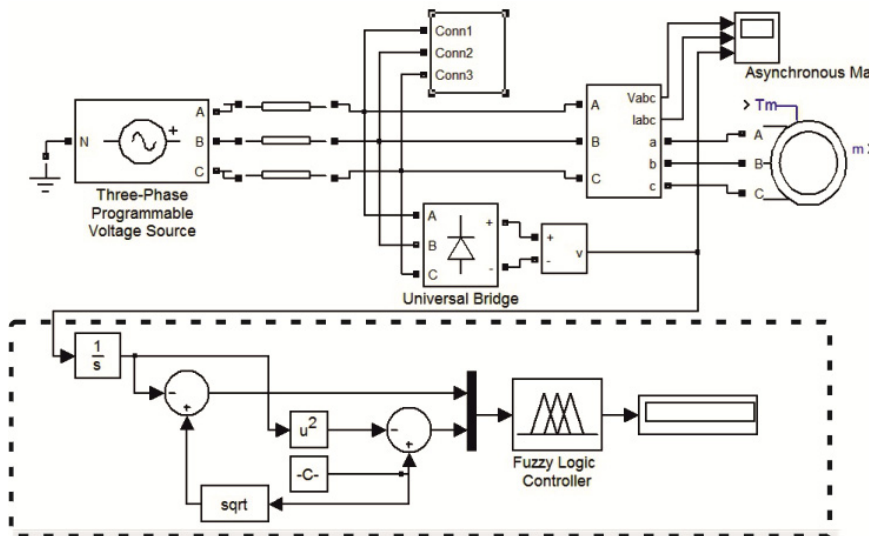 Conn1
Conn2
Conn3
Asynchronous Ma
N
+
A
B
C
Three-Phase
Programmable
Voltage Source
A
B
C
Vabc
Iabc
a
b
c
> Tm
A
B
C
m
A
B
C
+
-
Universal Bridge
+
-
v
1
s
-
+
u²
-
+
-C-
sqrt
Fuzzy Logic
Controller